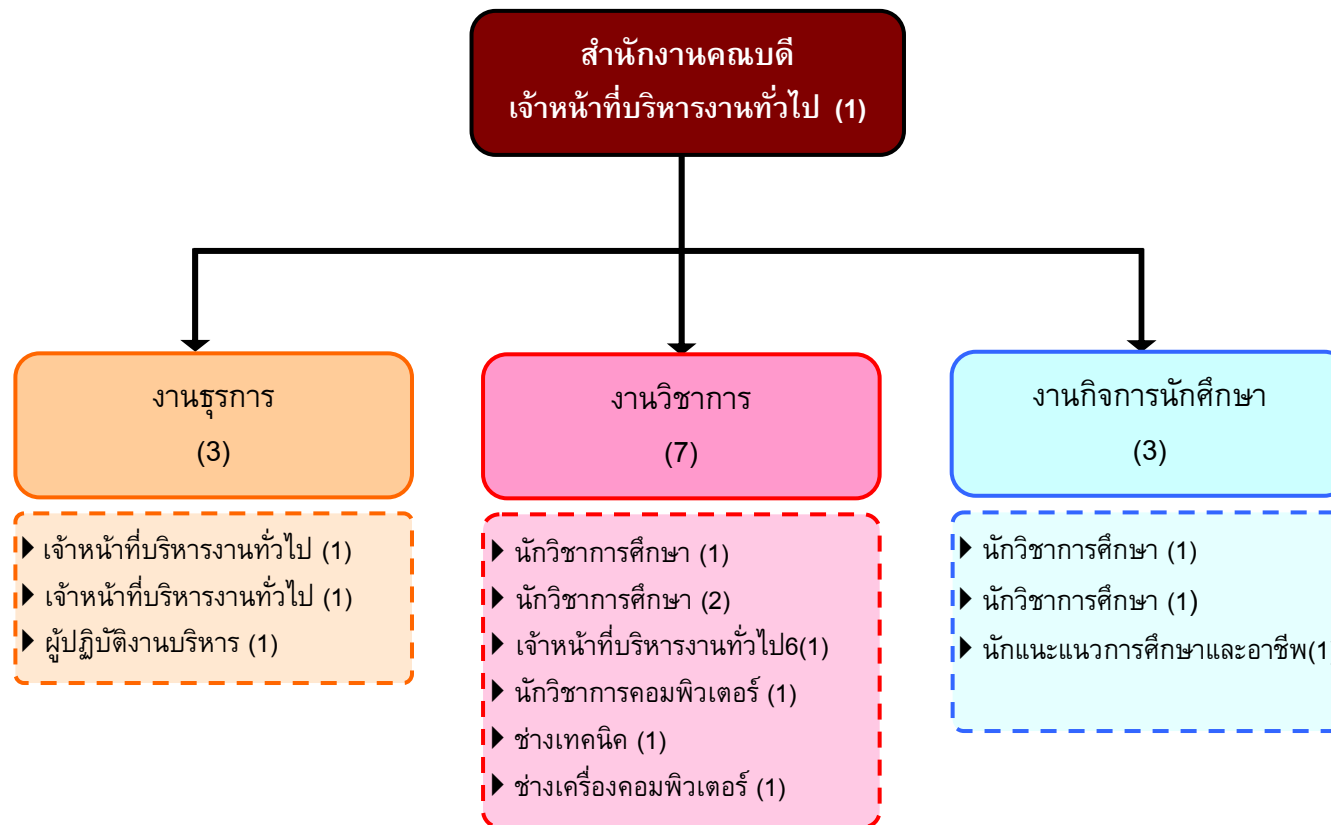 สำนักงานคณบดี
เจ้าหน้าที่บริหารงานทั่วไป (1)
งานธุรการ
(3)
เจ้าหน้าที่บริหารงานทั่วไป (1)
เจ้าหน้าที่บริหารงานทั่วไป (1)
ผู้ปฏิบัติงานบริหาร (1)
งานวิชาการ
(7)
นักวิชาการศึกษา (1)
นักวิชาการศึกษา (2)
เจ้าหน้าที่บริหารงานทั่วไป6(1)
นักวิชาการคอมพิวเตอร์ (1)
ช่างเทคนิค (1)
ช่างเครื่องคอมพิวเตอร์ (1)
งานกิจการนักศึกษา
(3)
นักวิชาการศึกษา (1)
นักวิชาการศึกษา (1)
นักแนะแนวการศึกษาและอาชีพ(1